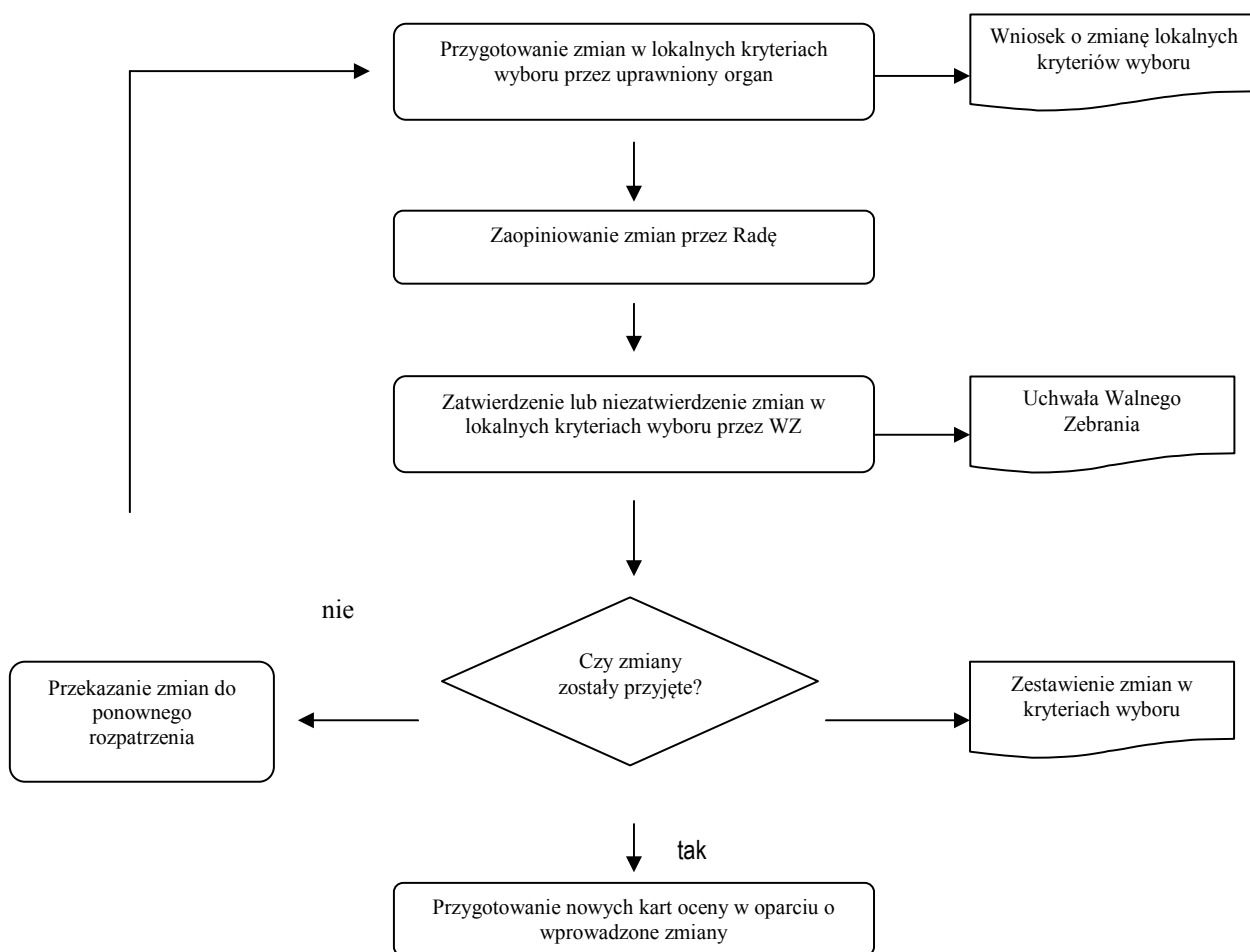 Przygotowanie zmian w lokalnych kryteriach
wyboru przez uprawniony organ
Wniosek o zmianę lokalnych
kryteriów wyboru
Zaopiniowanie zmian przez Radę
Zatwierdzenie lub niezatwierdzenie zmian w
lokalnych kryteriach wyboru przez WZ
Uchwała Walnego
Zebrania
nie
Czy zmiany
zostały przyjęte?
Przekazanie zmian do
ponownego
rozpatrzenia
Zestawienie zmian w
kryteriach wyboru
tak
Przygotowanie nowych kart oceny w oparciu o
wprowadzone zmiany